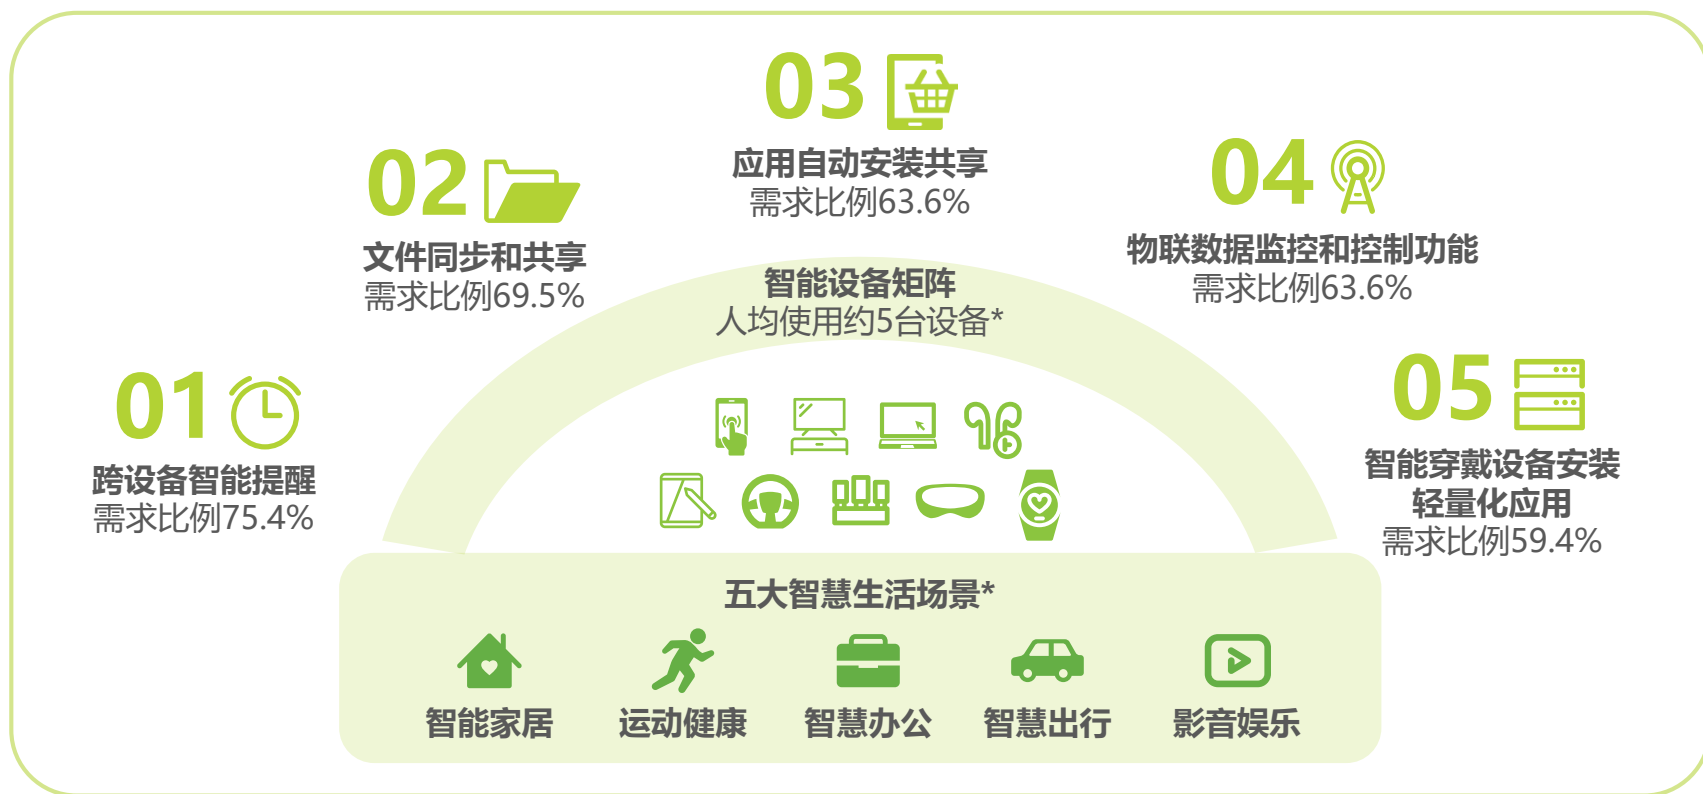 01
跨设备智能提醒
需求比例75.4%
02
文件同步和共享
需求比例69.5%
03
应用自动安装共享
需求比例63.6%
04
物联数据监控和控制功能
需求比例63.6%
05
智能穿戴设备安装
轻量化应用
需求比例59.4%
智能设备矩阵
人均使用约5台设备*
五大智慧生活场景*
智能家居
运动健康
智慧办公
智慧出行
影音娱乐